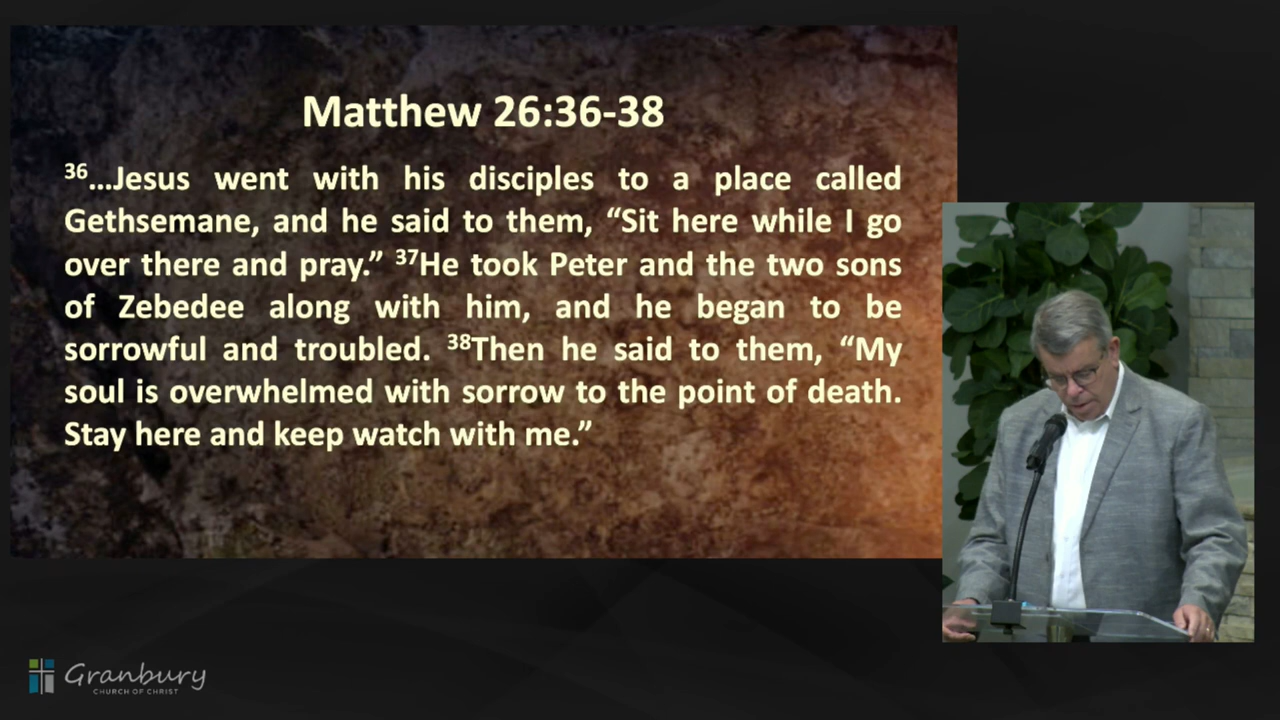 Matthew 26:36-38
36...Jesus went with his disciples to a place called
Gethsemane, and he said to them, “Sit here while I go
over there and pray.” 37He took Peter and the two sons
of Zebedee along with him, and he began to be
sorrowful and troubled. 38Then he said to them, “My
soul is overwhelmed with sorrow to the point of death.
Stay here and keep watch with me.”
Granbury
CHURCH OF CHRIST